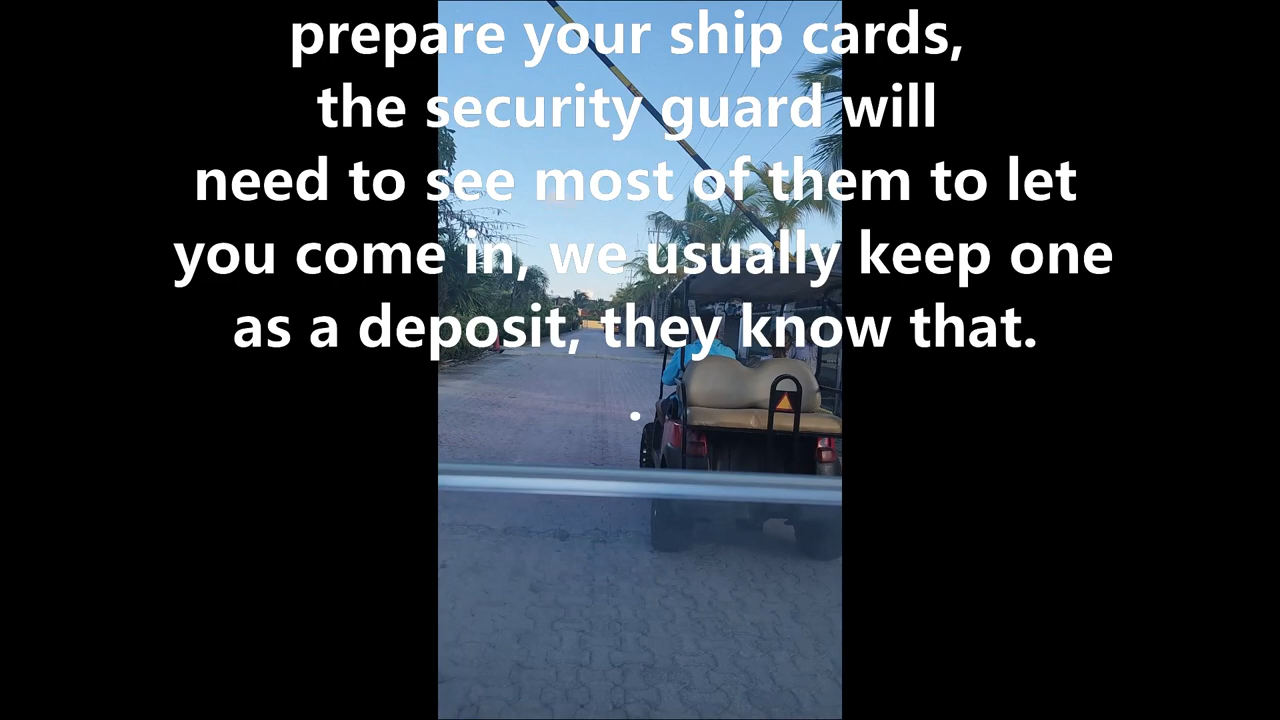 prepare your ship cards,
the security guard will
need to see most of them to let
you come in, we usually keep one
as a deposit, they know that.
.